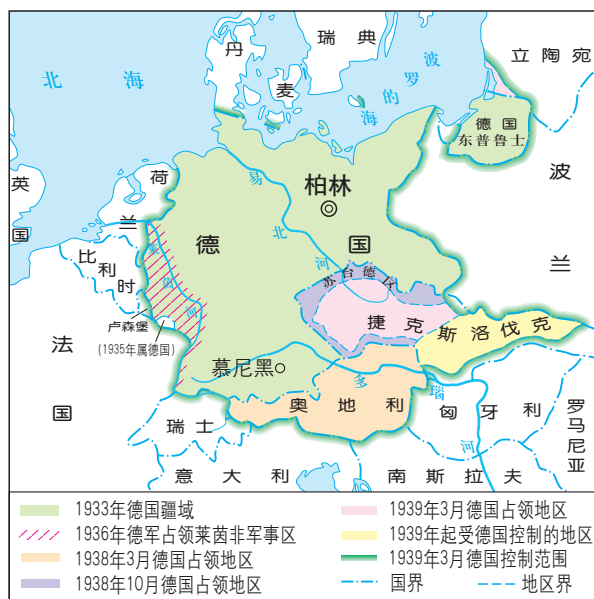 丹麦
瑞典
立陶宛
北海
波罗的海
德国
东普鲁士
英国
荷兰
柏林
波兰
易北河
德国
莱茵河
比利时
苏台德区
卢森堡
(1935年属德国)
捷克斯洛伐克
法国
慕尼黑
多瑙河
奥地利
匈牙利
罗马尼亚
瑞士
意大利
南斯拉夫
1933年德国疆域
1936年德军占领莱茵非军事区
1938年3月德国占领地区
1938年10月德国占领地区
1939年3月德国占领地区
1939年起受德国控制的地区
1939年3月德国控制范围
国界
地区界